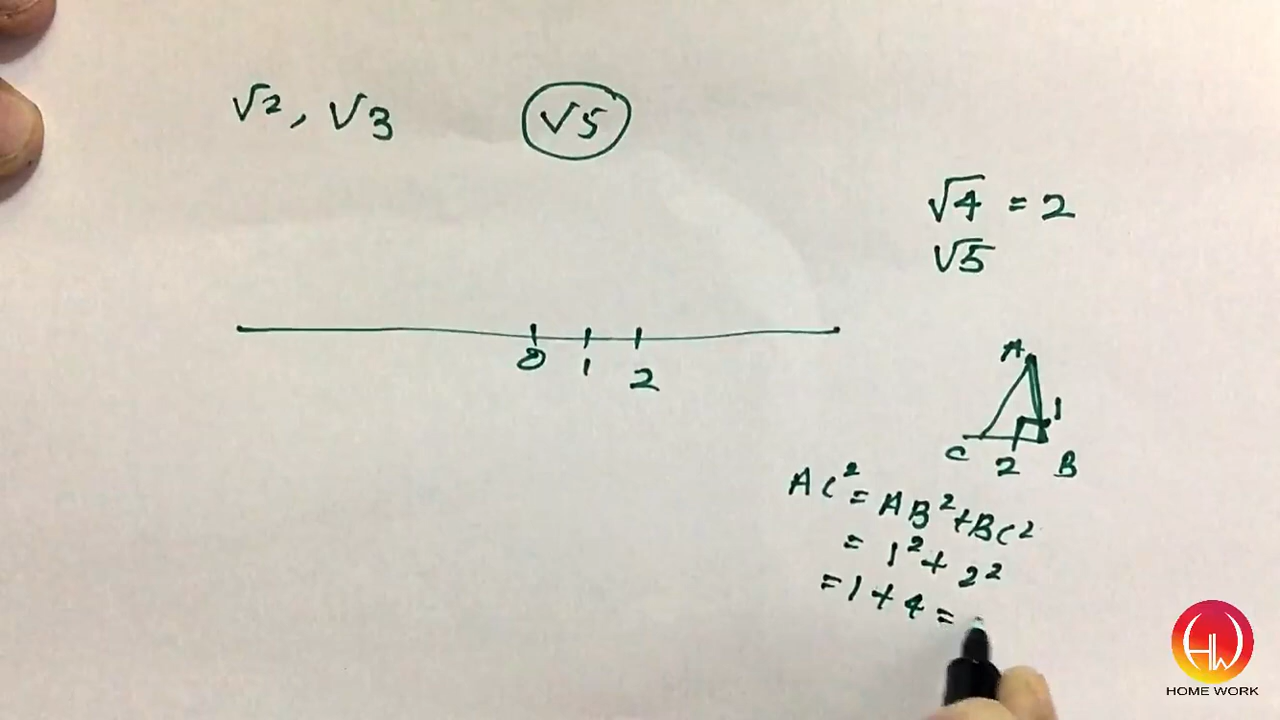 √2, √3 √5
√4 = 2
√5
0 1 2
A
1
C 2 B
AC² = AB² + BC²
= 1² + 2²
= 1 + 4 =
HW
HOME WORK